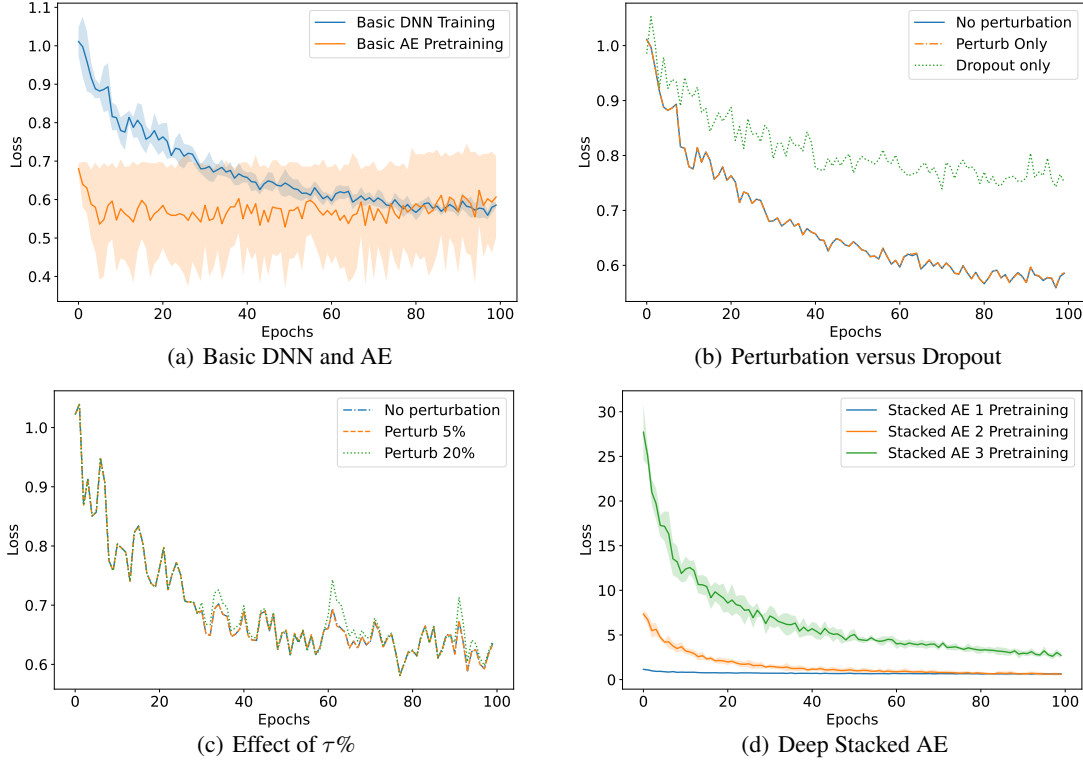 1.1
1.0
0.9
0.8
0.7
0.6
0.5
0.4
Loss
Basic DNN Training
Basic AE Pretraining
0 20 40 60 80 100
Epochs
(a) Basic DNN and AE
1.0
0.9
0.8
0.7
0.6
Loss
No perturbation
Perturb Only
Dropout only
0 20 40 60 80 100
Epochs
(b) Perturbation versus Dropout
1.0
0.9
0.8
0.7
0.6
Loss
No perturbation
Perturb 5%
Perturb 20%
0 20 40 60 80 100
Epochs
(c) Effect of τ%
30
25
20
15
10
5
0
Loss
Stacked AE 1 Pretraining
Stacked AE 2 Pretraining
Stacked AE 3 Pretraining
0 20 40 60 80 100
Epochs
(d) Deep Stacked AE